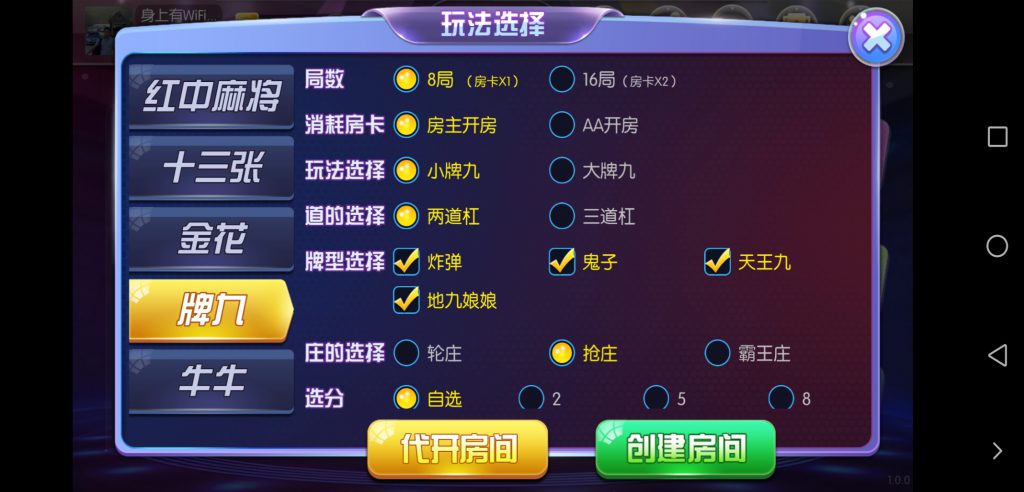 身上有WiFi...
玩法选择
红中麻将
十三张
金花
牌九
牛牛
局数 8局 (房卡X1) 16局 (房卡X2)
消耗房卡 房主开房 AA开房
玩法选择 小牌九 大牌九
道的选择 两道杠 三道杠
牌型选择 炸弹 鬼子 天王九
地九娘娘
庄的选择 轮庄 抢庄 霸王庄
选分 自选 2 5 8
代开房间 创建房间
1.0.0